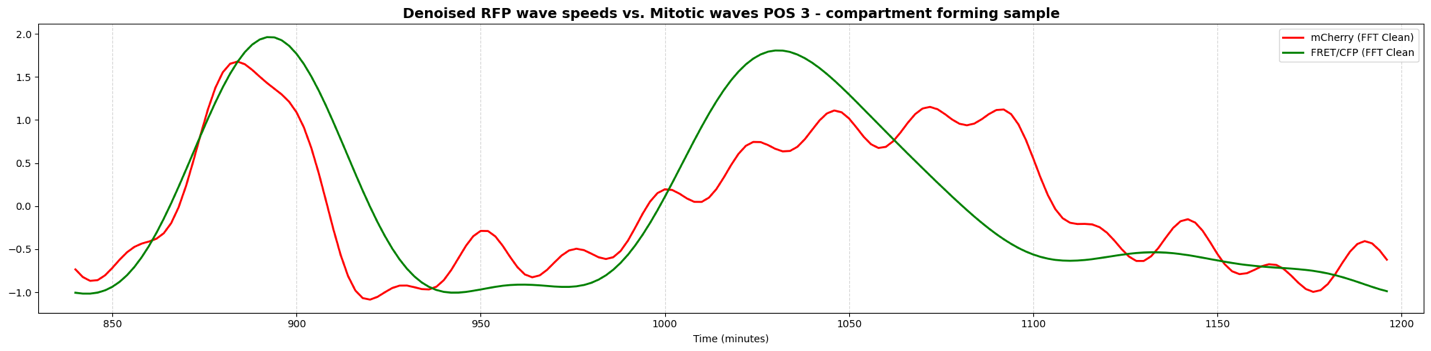 Denoised RFP wave speeds vs. Mitotic waves POS 3 - compartment forming sample
mCherry (FFT Clean)
FRET/CFP (FFT Clean
2.0
1.5
1.0
0.5
0.0
−0.5
−1.0
850 900 950 1000 1050 1100 1150 1200
Time (minutes)